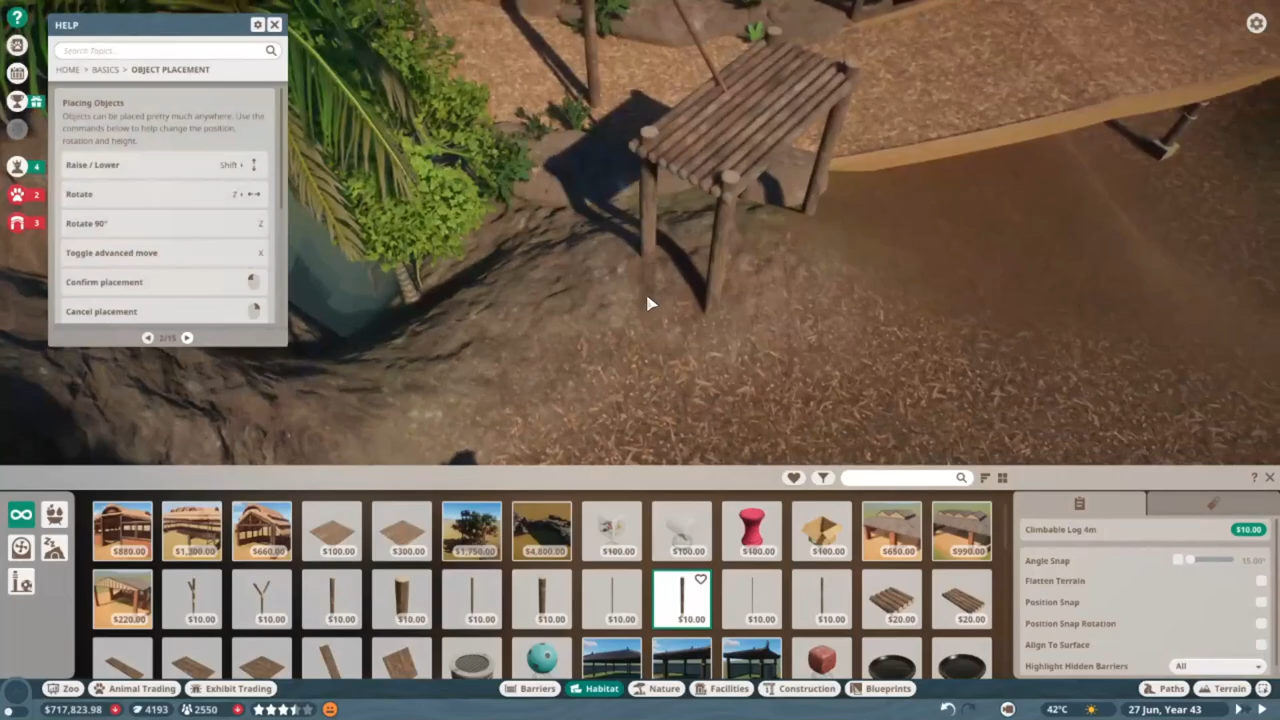 HELP
Search Topics...
HOME > BASICS > OBJECT PLACEMENT
Placing Objects
Objects can be placed pretty much anywhere. Use the
commands below to help change the position,
rotation and height.
Raise / Lower Shift +
Rotate Z +
Rotate 90° Z
Toggle advanced move X
Confirm placement
Cancel placement
2/15
4
2
3
$880.00 $1,300.00 $660.00 $100.00 $300.00 $1,750.00 $4,800.00 $100.00 $100.00 $100.00 $100.00 $650.00 $990.00
$220.00 $10.00 $10.00 $10.00 $10.00 $10.00 $10.00 $10.00 $10.00 $10.00 $10.00 $20.00 $20.00
Climbable Log 4m $10.00
Angle Snap 15.00°
Flatten Terrain
Position Snap
Position Snap Rotation
Align To Surface
Highlight Hidden Barriers All
Zoo Animal Trading Exhibit Trading Barriers Habitat Nature Facilities Construction Blueprints Paths Terrain
$717,823.98 4193 2550 42°C 27 Jun, Year 43